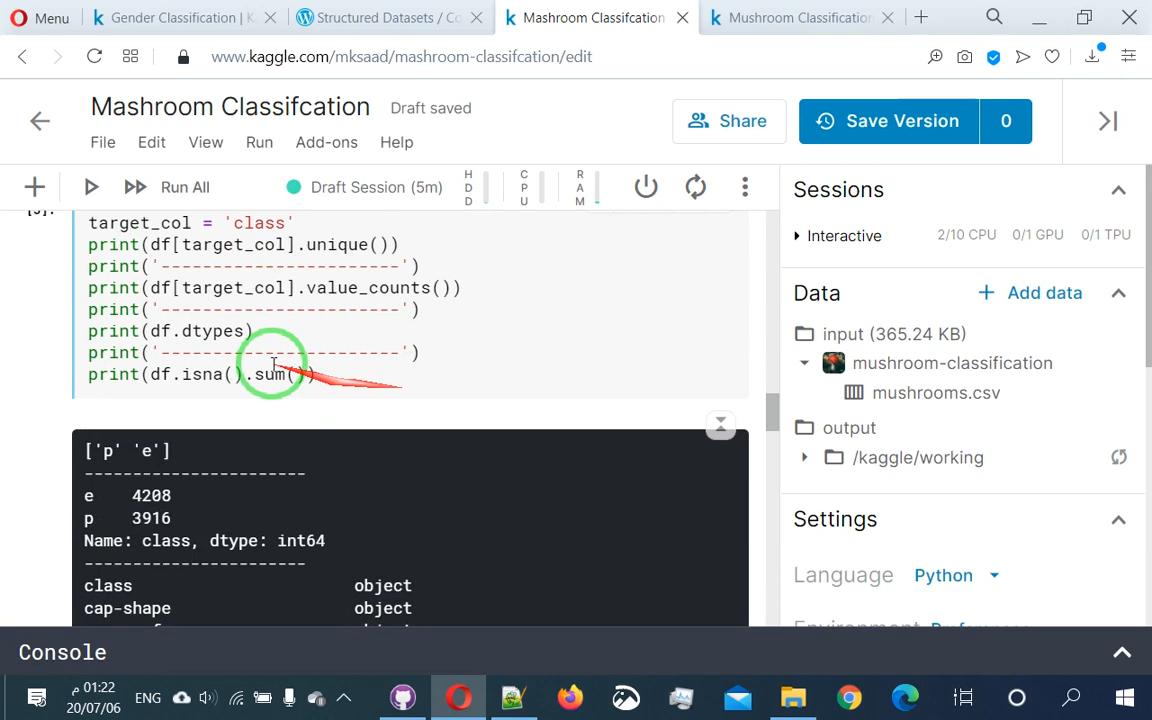 Menu
Gender Classification | K
Structured Datasets / Co
Mashroom Classifcation
Mushroom Classification
www.kaggle.com/mksaad/mashroom-classifcation/edit
Mashroom Classifcation
Draft saved
Share
Save Version
0
File
Edit
View
Run
Add-ons
Help
Run All
Draft Session (5m)
HDD
CPU
RAM
target_col = 'class'
print(df[target_col].unique())
print('----------------------')
print(df[target_col].value_counts())
print('----------------------')
print(df.dtypes)
print('----------------------')
print(df.isna().sum())
['p' 'e']
----------------------
e 4208
p 3916
Name: class, dtype: int64
----------------------
class object
cap-shape object
Sessions
Interactive
2/10 CPU 0/1 GPU 0/1 TPU
Data
+ Add data
input (365.24 KB)
mushroom-classification
mushrooms.csv
output
/kaggle/working
Settings
Language
Python
Environment
Preferences
Console
01:22 م
20/07/06
ENG